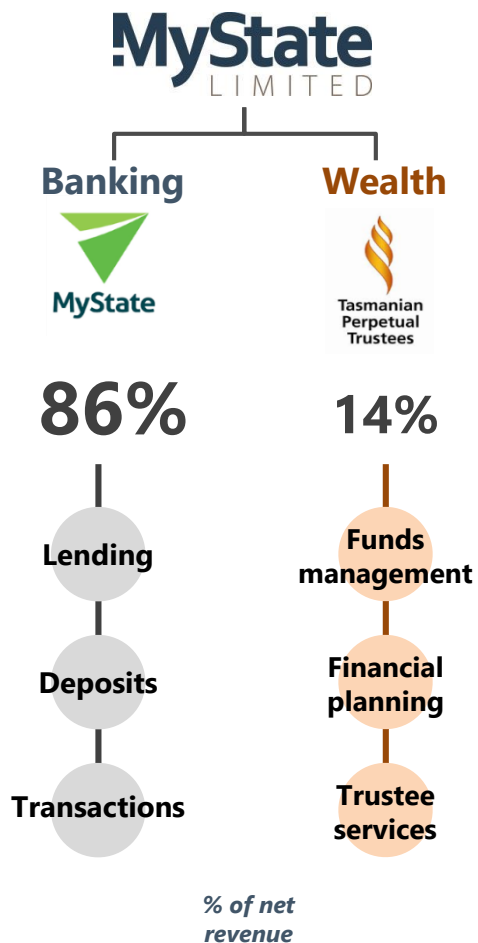 MyState
LIMITED
Banking
Wealth
MyState
Tasmanian
Perpetual
Trustees
86%
14%
Lending
Funds
management
Deposits
Financial
planning
Transactions
Trustee
services
% of net
revenue